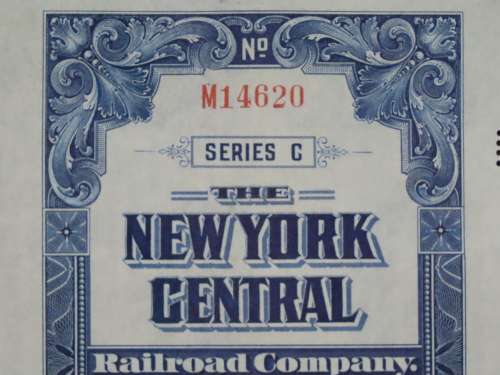 No
M14620
SERIES C
THE
NEW YORK
CENTRAL
Railroad Company.